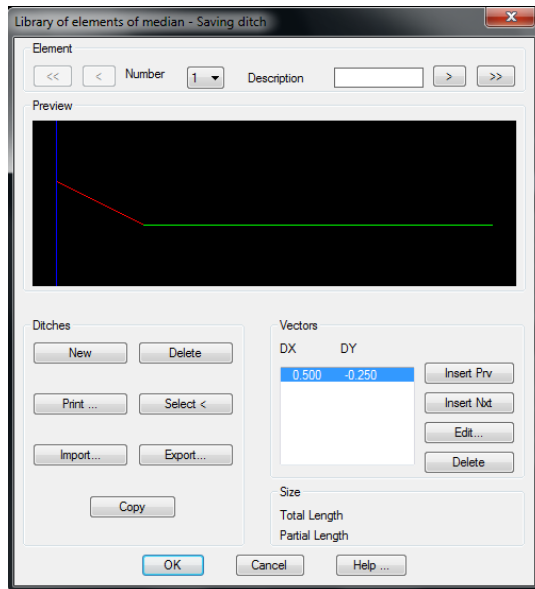 Library of elements of median - Saving ditch
X
Element
<< < Number 1 Description > >>
Preview
Ditches
New Delete
Print ... Select <
Import... Export...
Copy
Vectors
DX DY
0.500 -0.250
Insert Prv
Insert Nxt
Edit...
Delete
Size
Total Length
Partial Length
OK Cancel Help ...